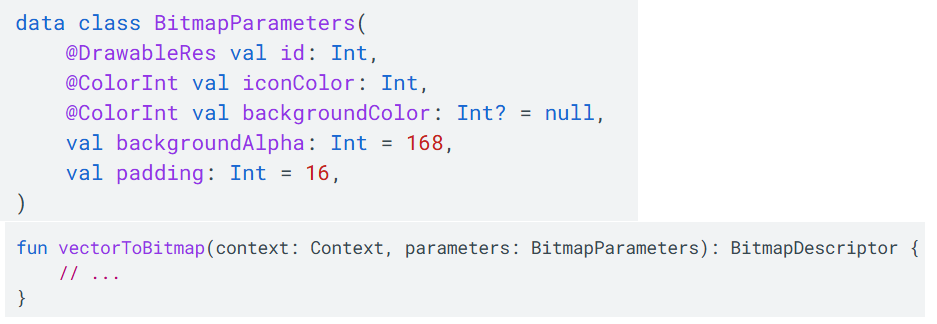 data class BitmapParameters(
    @DrawableRes val id: Int,
    @ColorInt val iconColor: Int,
    @ColorInt val backgroundColor: Int? = null,
    val backgroundAlpha: Int = 168,
    val padding: Int = 16,
)
fun vectorToBitmap(context: Context, parameters: BitmapParameters): BitmapDescriptor {
    // ...
}